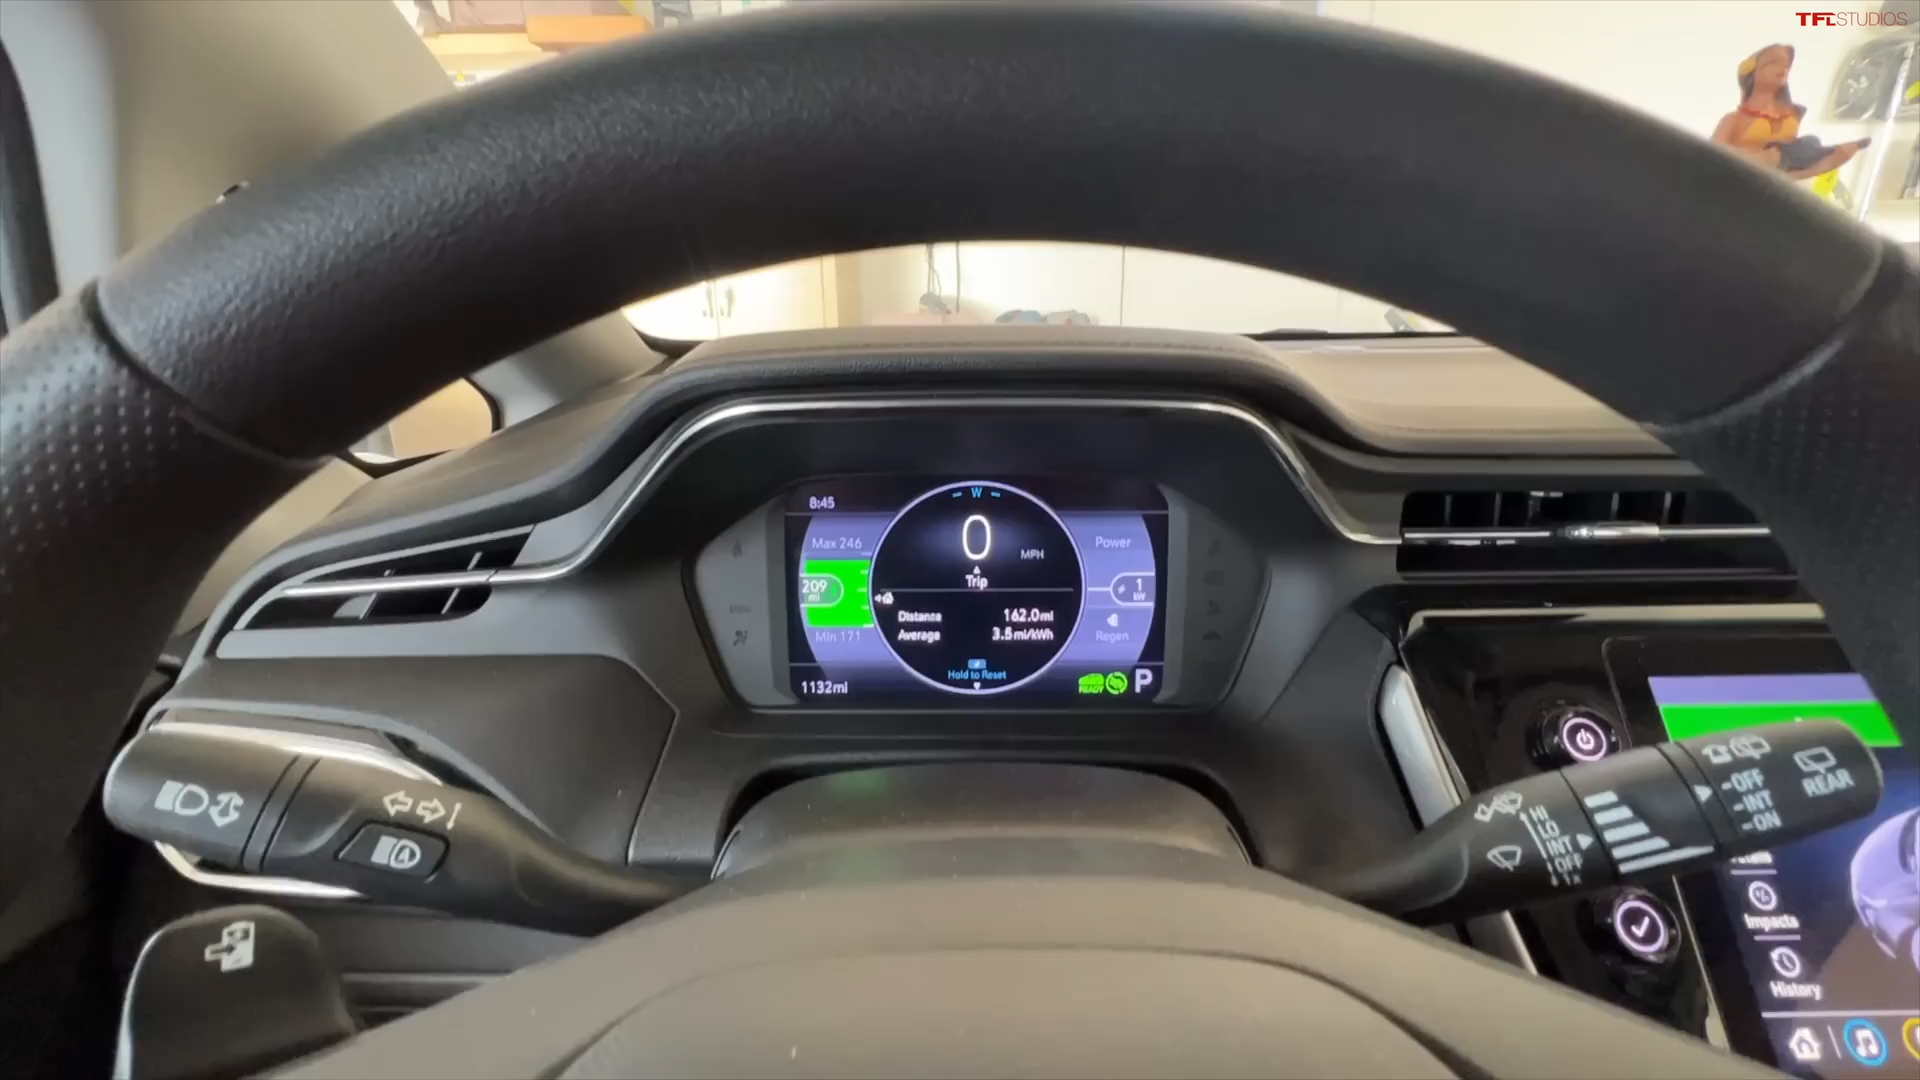 TFLSTUDIOS
8:45
W
Max 246
0
MPH
Power
209
mi
Trip
1
kW
Distance 162.0mi
Average 3.5mi/kWh
Min 171
Regen
Hold to Reset
1132mi
READY
P
A
HI
LO
INT
OFF
1x
-OFF
-INT
-ON
REAR
Impacts
History